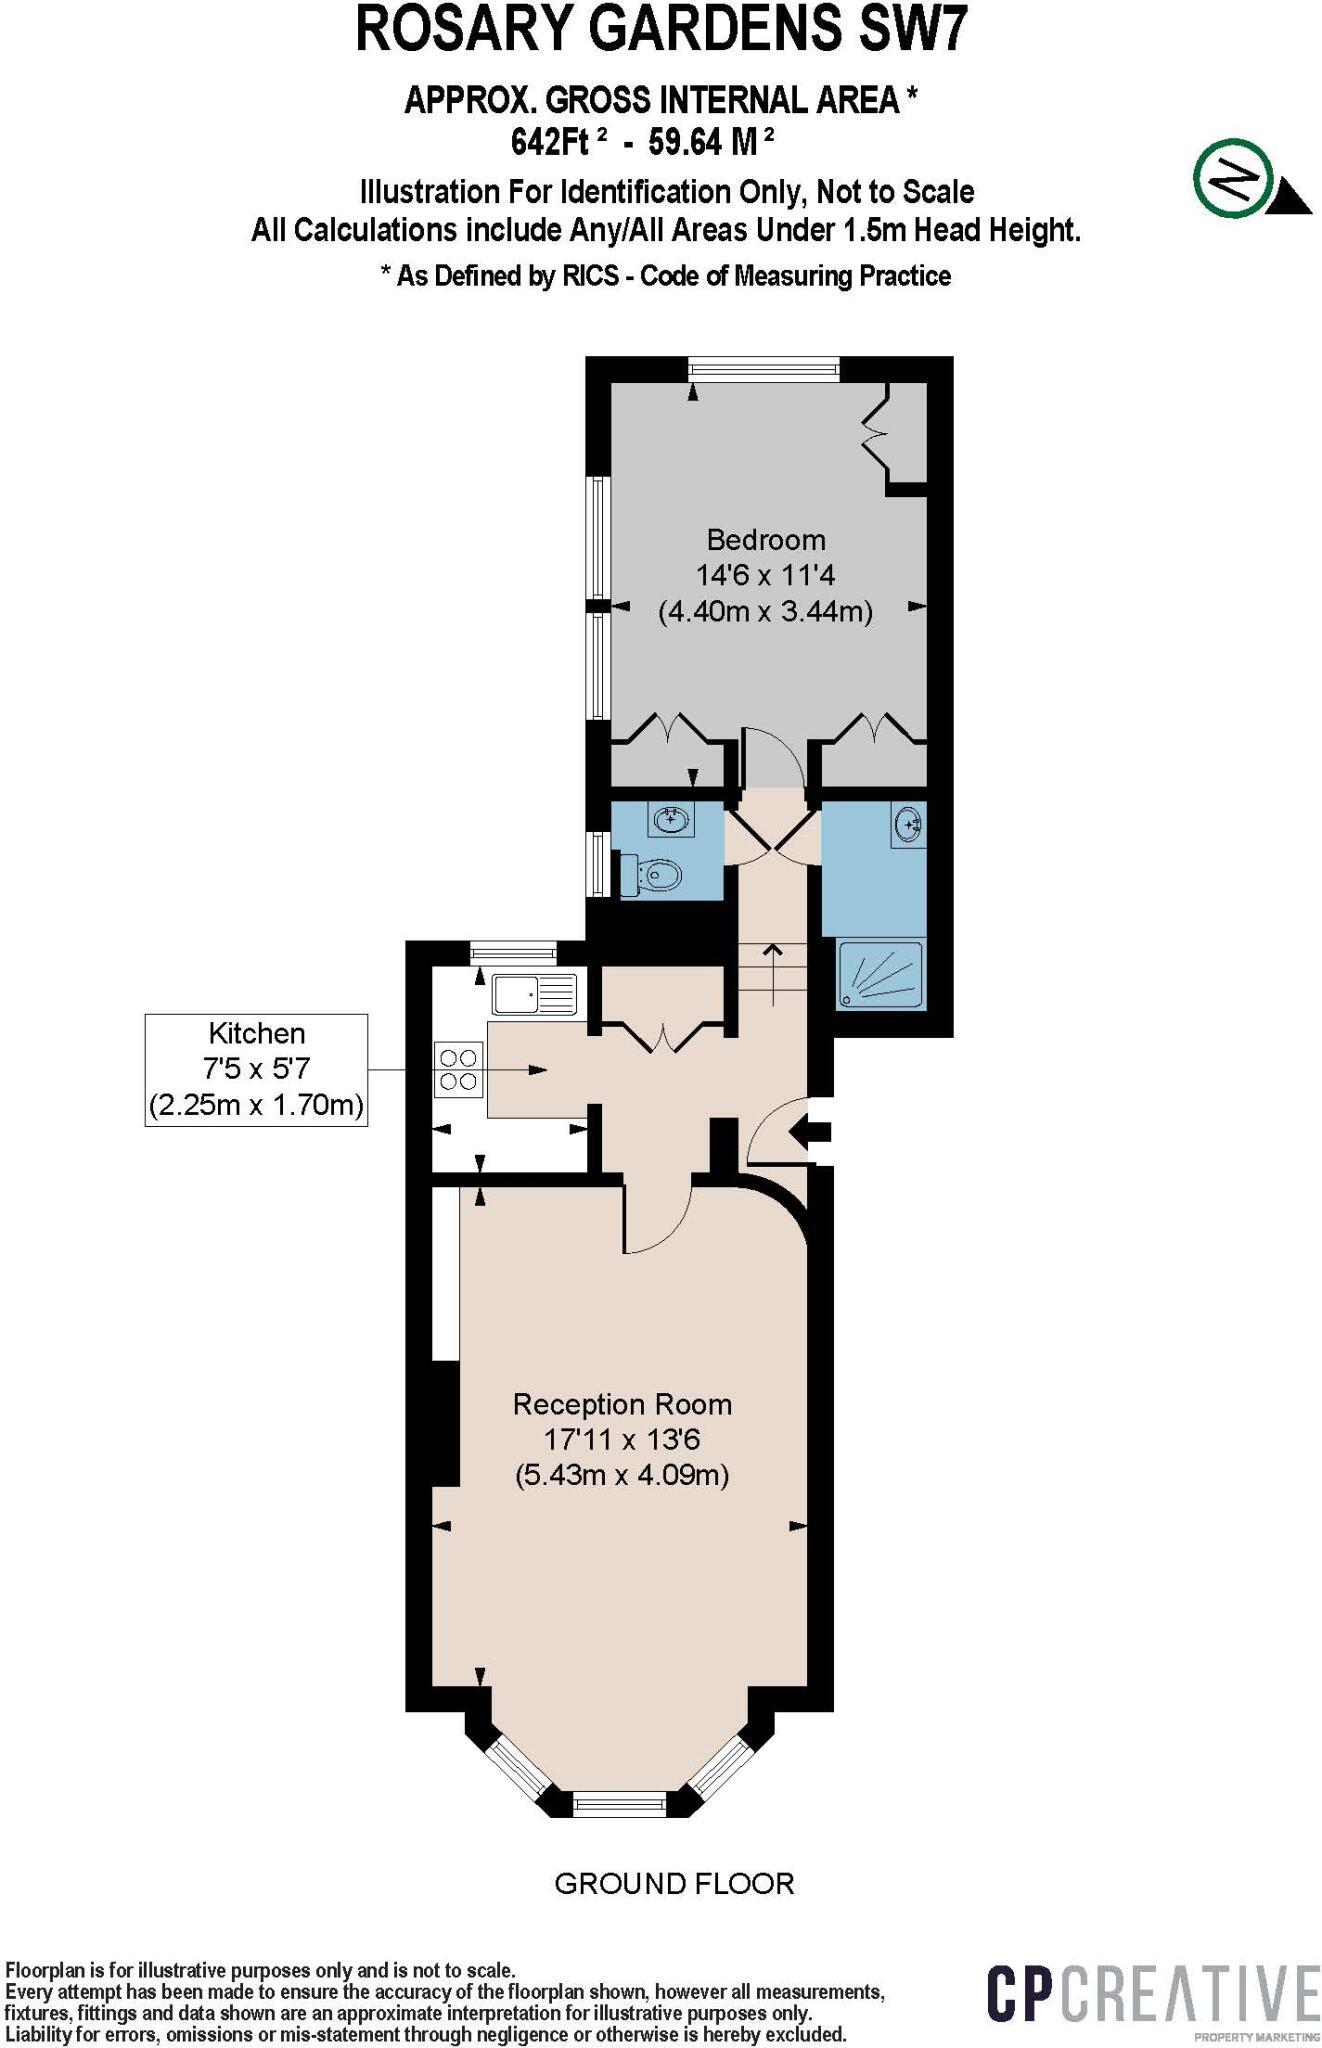 ROSARY GARDENS SW7
APPROX. GROSS INTERNAL AREA *
642Ft ² - 59.64 M ²
Illustration For Identification Only, Not to Scale
All Calculations include Any/All Areas Under 1.5m Head Height.
* As Defined by RICS - Code of Measuring Practice
N
Bedroom
14'6 x 11'4
(4.40m x 3.44m)
Kitchen
7'5 x 5'7
(2.25m x 1.70m)
Reception Room
17'11 x 13'6
(5.43m x 4.09m)
GROUND FLOOR
Floorplan is for illustrative purposes only and is not to scale.
Every attempt has been made to ensure the accuracy of the floorplan shown, however all measurements,
fixtures, fittings and data shown are an approximate interpretation for illustrative purposes only.
Liability for errors, omissions or mis-statement through negligence or otherwise is hereby excluded.
CPCREATIVE
PROPERTY MARKETING